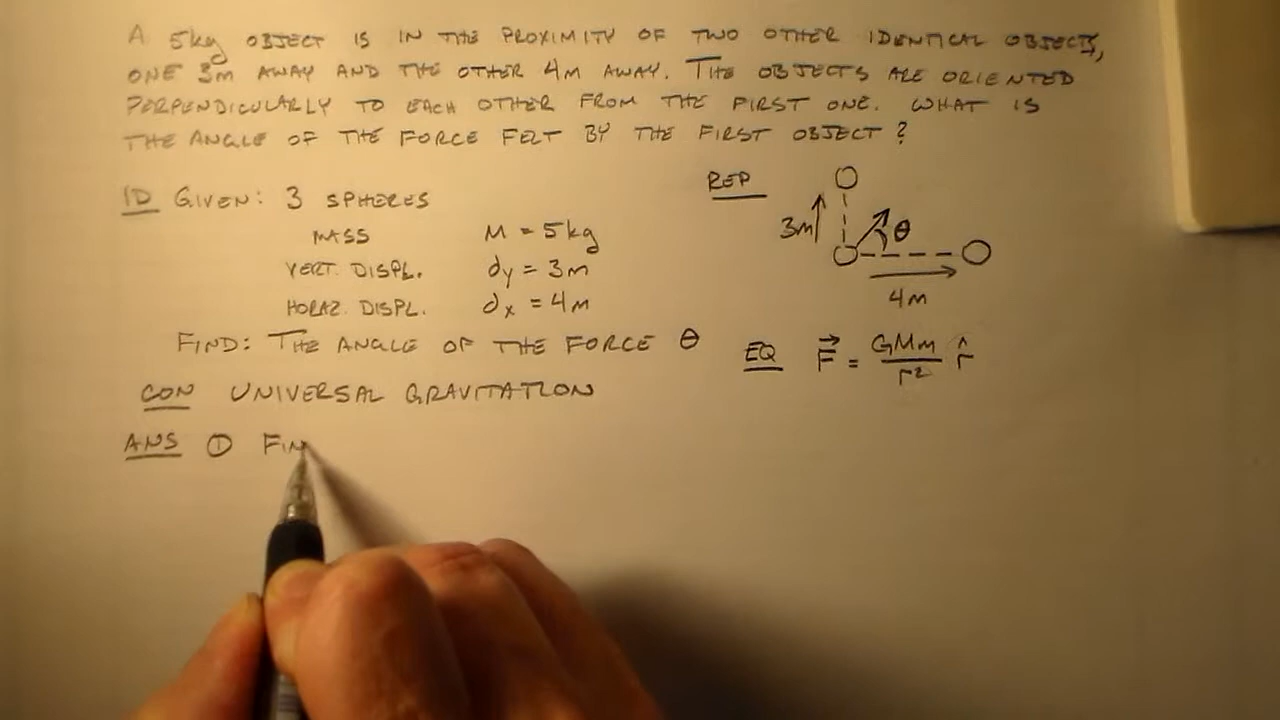 A 5kg OBJECT IS IN THE PROXIMITY OF TWO OTHER IDENTICAL OBJECTS,
ONE 3m AWAY AND THE OTHER 4m AWAY. THE OBJECTS ARE ORIENTED
PERPENDICULARLY TO EACH OTHER FROM THE FIRST ONE. WHAT IS
THE ANGLE OF THE FORCE FELT BY THE FIRST OBJECT?
ID GIVEN: 3 SPHERES
MASS M = 5kg
VERT. DISPL. dy = 3m
HORIZ. DISPL. dx = 4m
FIND: THE ANGLE OF THE FORCE θ
CON UNIVERSAL GRAVITATION
REP
3m
θ
4m
EQ F⃗ = GMm/r² r̂
ANS ① FIN